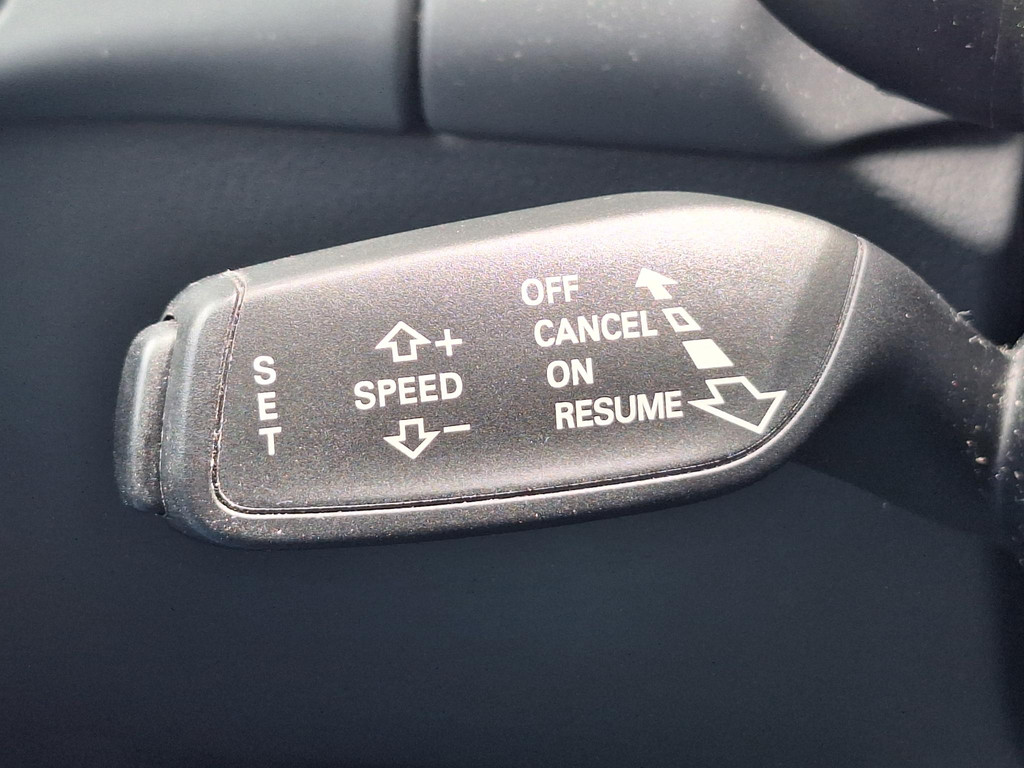 SET
+
SPEED
−
OFF
CANCEL
ON
RESUME